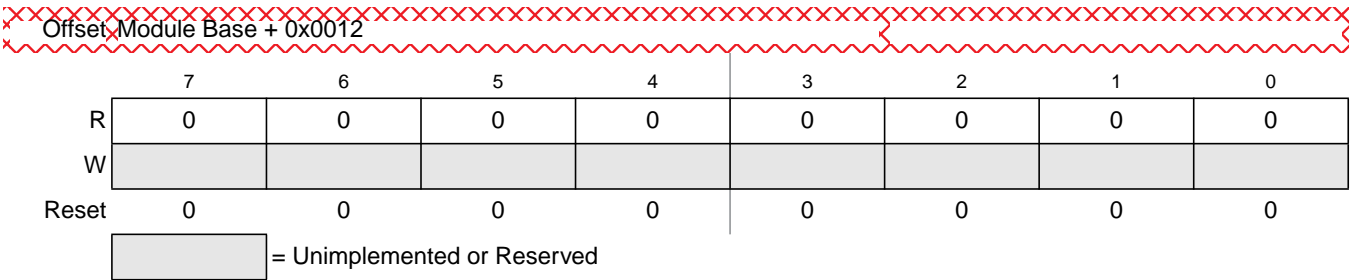 Offset Module Base + 0x0012
7 6 5 4 3 2 1 0
R 0 0 0 0 0 0 0 0
W
Reset 0 0 0 0 0 0 0 0
= Unimplemented or Reserved